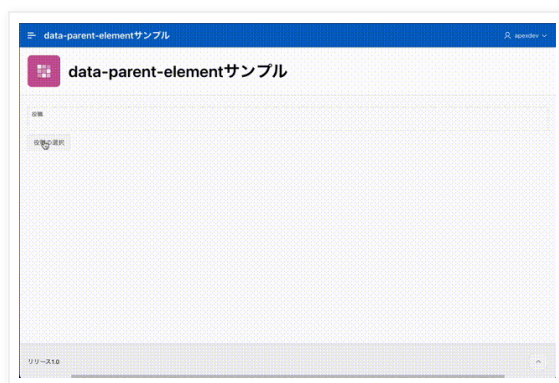 data-parent-elementサンプル
apexdev
data-parent-elementサンプル
役職
役職の選択
リリース1.0